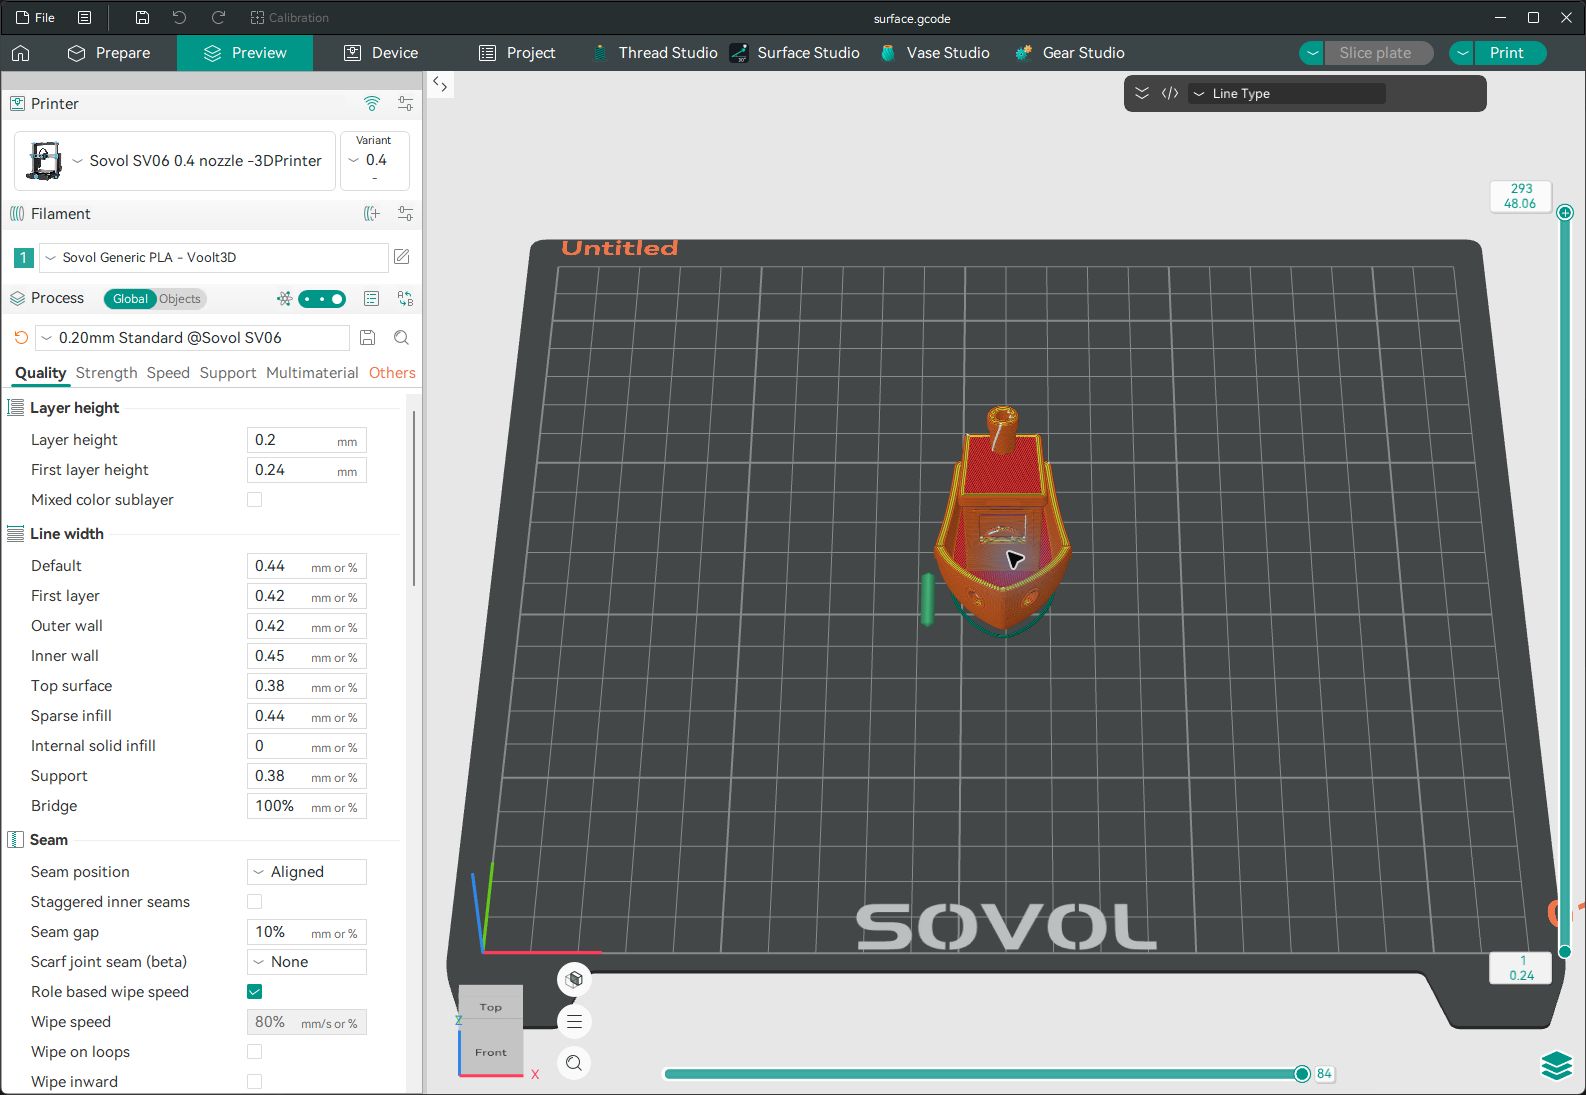 File
Calibration
surface.gcode
Prepare
Preview
Device
Project
Thread Studio
Surface Studio
Vase Studio
Gear Studio
Slice plate
Print
Printer
Sovol SV06 0.4 nozzle -3DPrinter
Variant
0.4
-
Filament
1
Sovol Generic PLA - Voolt3D
Process
Global
Objects
0.20mm Standard @Sovol SV06
Quality
Strength
Speed
Support
Multimaterial
Others
Layer height
Layer height 0.2 mm
First layer height 0.24 mm
Mixed color sublayer
Line width
Default 0.44 mm or %
First layer 0.42 mm or %
Outer wall 0.42 mm or %
Inner wall 0.45 mm or %
Top surface 0.38 mm or %
Sparse infill 0.44 mm or %
Internal solid infill 0 mm or %
Support 0.38 mm or %
Bridge 100% mm or %
Seam
Seam position Aligned
Staggered inner seams
Seam gap 10% mm or %
Scarf joint seam (beta) None
Role based wipe speed
Wipe speed 80% mm/s or %
Wipe on loops
Wipe inward
Line Type
293
48.06
Untitled
SOVOL
1
0.24
Top
Front
Z
X
84